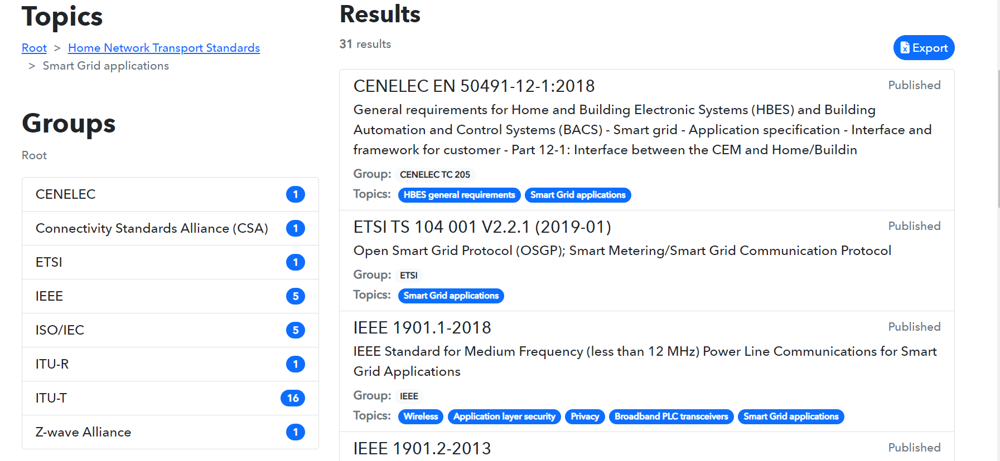 Topics
Root > Home Network Transport Standards
> Smart Grid applications
Groups
Root
CENELEC 1
Connectivity Standards Alliance (CSA) 1
ETSI 1
IEEE 5
ISO/IEC 5
ITU-R 1
ITU-T 16
Z-wave Alliance 1
Results
31 results
Export
CENELEC EN 50491-12-1:2018 Published
General requirements for Home and Building Electronic Systems (HBES) and Building
Automation and Control Systems (BACS) - Smart grid - Application specification - Interface and
framework for customer - Part 12-1: Interface between the CEM and Home/Buildin
Group: CENELEC TC 205
Topics: HBES general requirements Smart Grid applications
ETSI TS 104 001 V2.2.1 (2019-01) Published
Open Smart Grid Protocol (OSGP); Smart Metering/Smart Grid Communication Protocol
Group: ETSI
Topics: Smart Grid applications
IEEE 1901.1-2018 Published
IEEE Standard for Medium Frequency (less than 12 MHz) Power Line Communications for Smart
Grid Applications
Group: IEEE
Topics: Wireless Application layer security Privacy Broadband PLC transceivers Smart Grid applications
IEEE 1901.2-2013 Published